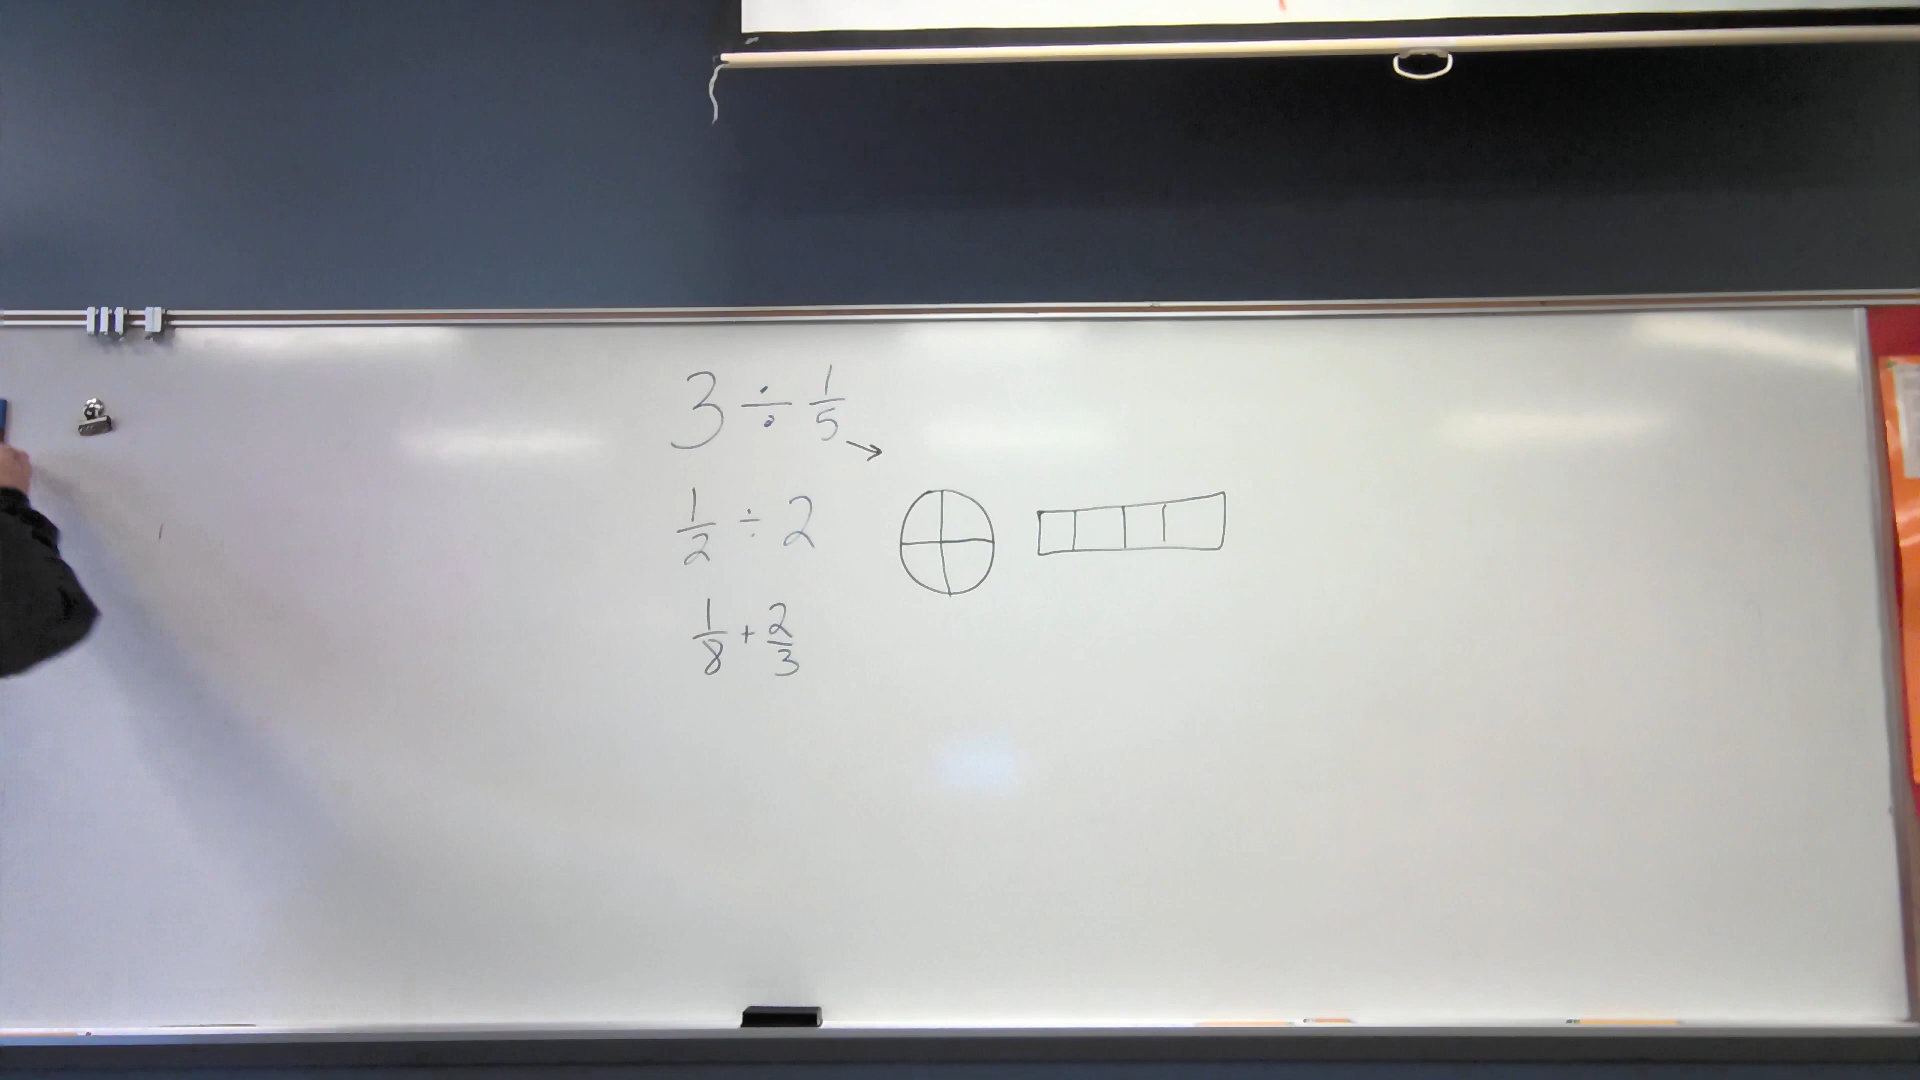 3 ÷ 1/5 →
1/2 ÷ 2
1/8 + 2/3